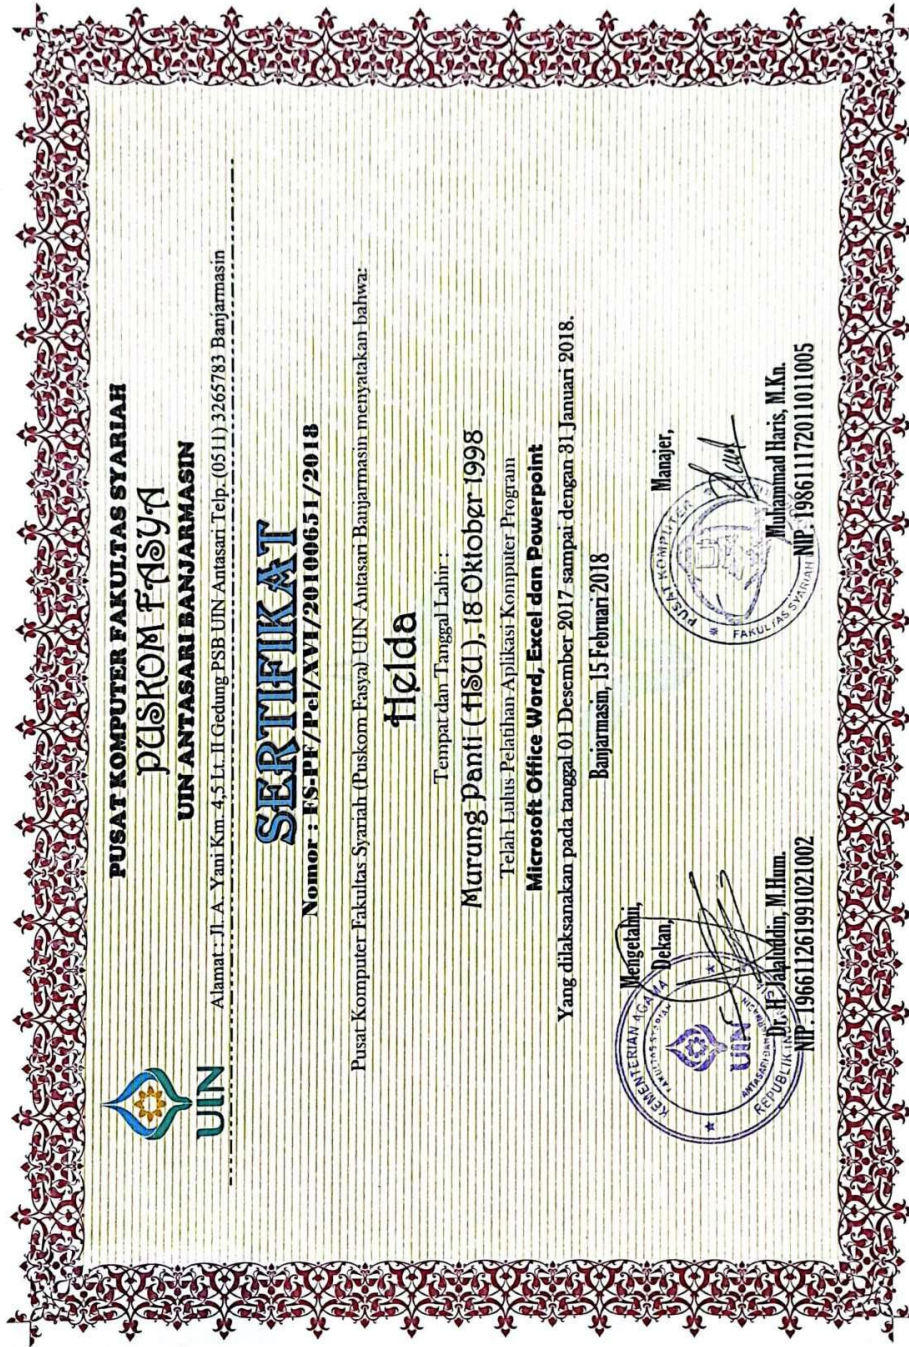 PUSAT KOMPUTER FAKULTAS SYARIAH
PUSKOM FASYA
UIN ANTASARI BANJARMASIN
Alamat : Jl. A. Yani Km. 4,5 Lt. II Gedung PSB UIN Antasari Telp. (0511) 3265783 Banjarmasin
UIN
SERTIFIKAT
Nomor : FS-PF/Pel/XVI/20100651/2018
Pusat Komputer Fakultas Syariah (Puskom Fasya) UIN Antasari Banjarmasin menyatakan bahwa:
Helda
Tempat dan Tanggal Lahir :
Murung Panti (HSU), 18 Oktober 1998
Telah Lulus Pelatihan Aplikasi Komputer Program
Microsoft Office Word, Excel dan Powerpoint
Yang dilaksanakan pada tanggal 01 Desember 2017 sampai dengan 31 Januari 2018.
Banjarmasin, 15 Februari 2018
Mengetahui,
Dekan,
KEMENTERIAN AGAMA
FAKULTAS SYARIAH
UIN
REPUBLIK
Dr. H. Jalaluddin, M.Hum.
NIP. 196611261991021002
Manajer,
PUSAT KOMPUTER
FAKULTAS SYARIAH
Muhammad Haris, M.Kn.
NIP. 198611172011011005